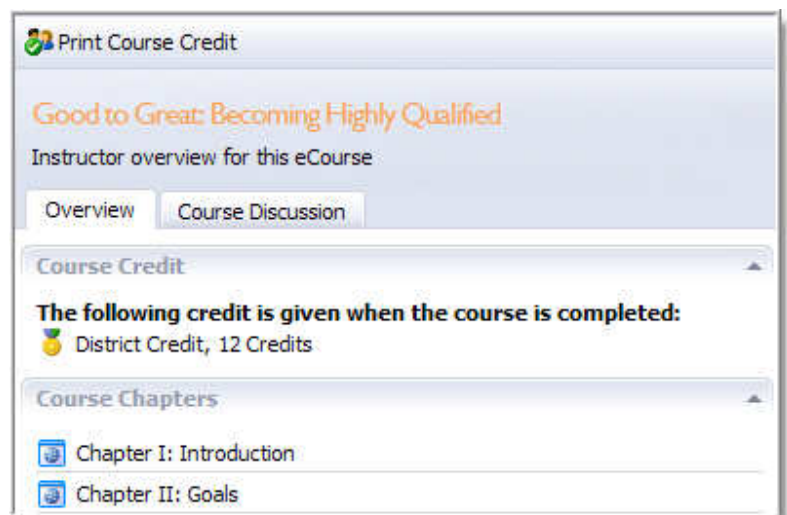 Print Course Credit
Good to Great: Becoming Highly Qualified
Instructor overview for this eCourse
Overview Course Discussion
Course Credit
The following credit is given when the course is completed:
District Credit, 12 Credits
Course Chapters
Chapter I: Introduction
Chapter II: Goals